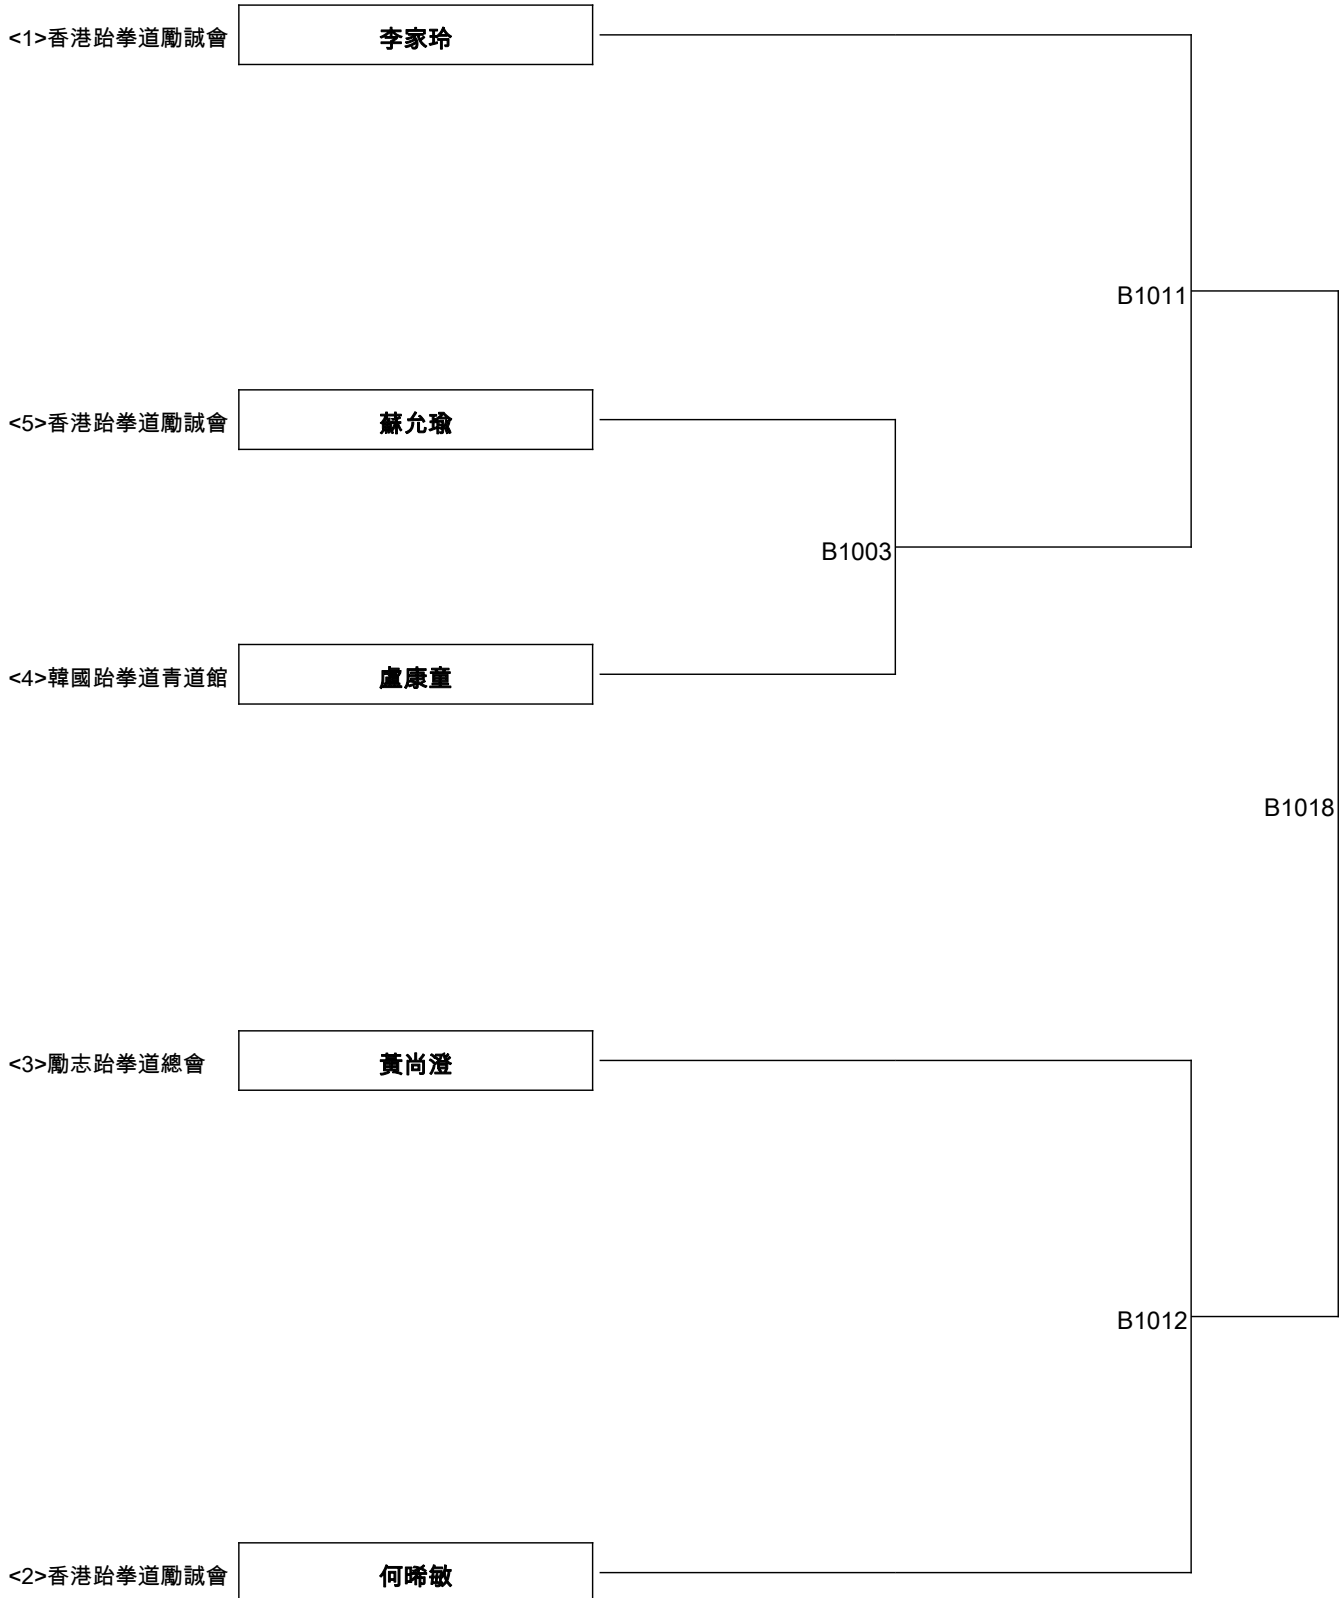 <1>香港跆拳道勵誠會 李家玲
B1011
<5>香港跆拳道勵誠會 蘇允瑜
B1003
<4>韓國跆拳道青道館 盧康童
B1018
<3>勵志跆拳道總會 黃尚澄
B1012
<2>香港跆拳道勵誠會 何晞敏